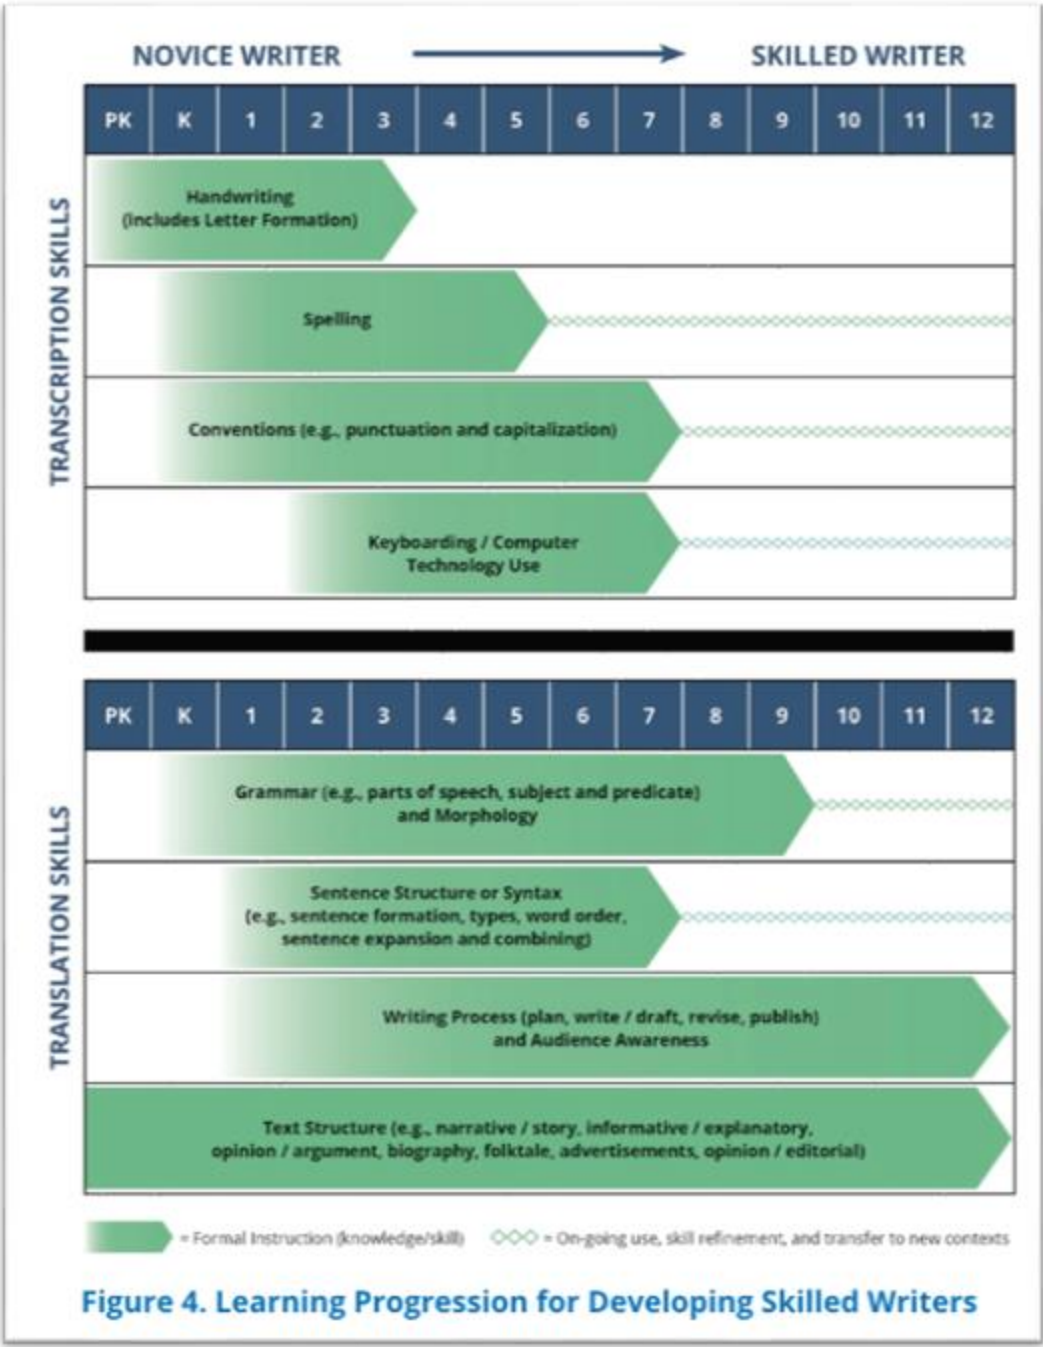 NOVICE WRITER SKILLED WRITER
PK K 1 2 3 4 5 6 7 8 9 10 11 12
TRANSCRIPTION SKILLS
Handwriting
(Includes Letter Formation)
Spelling
Conventions (e.g., punctuation and capitalization)
Keyboarding / Computer
Technology Use
PK K 1 2 3 4 5 6 7 8 9 10 11 12
TRANSLATION SKILLS
Grammar (e.g., parts of speech, subject and predicate)
and Morphology
Sentence Structure or Syntax
(e.g., sentence formation, types, word order,
sentence expansion and combining)
Writing Process (plan, write / draft, revise, publish)
and Audience Awareness
Text Structure (e.g., narrative / story, informative / explanatory,
opinion / argument, biography, folktale, advertisements, opinion / editorial)
= Formal Instruction (knowledge/skill) = On-going use, skill refinement, and transfer to new contexts
Figure 4. Learning Progression for Developing Skilled Writers